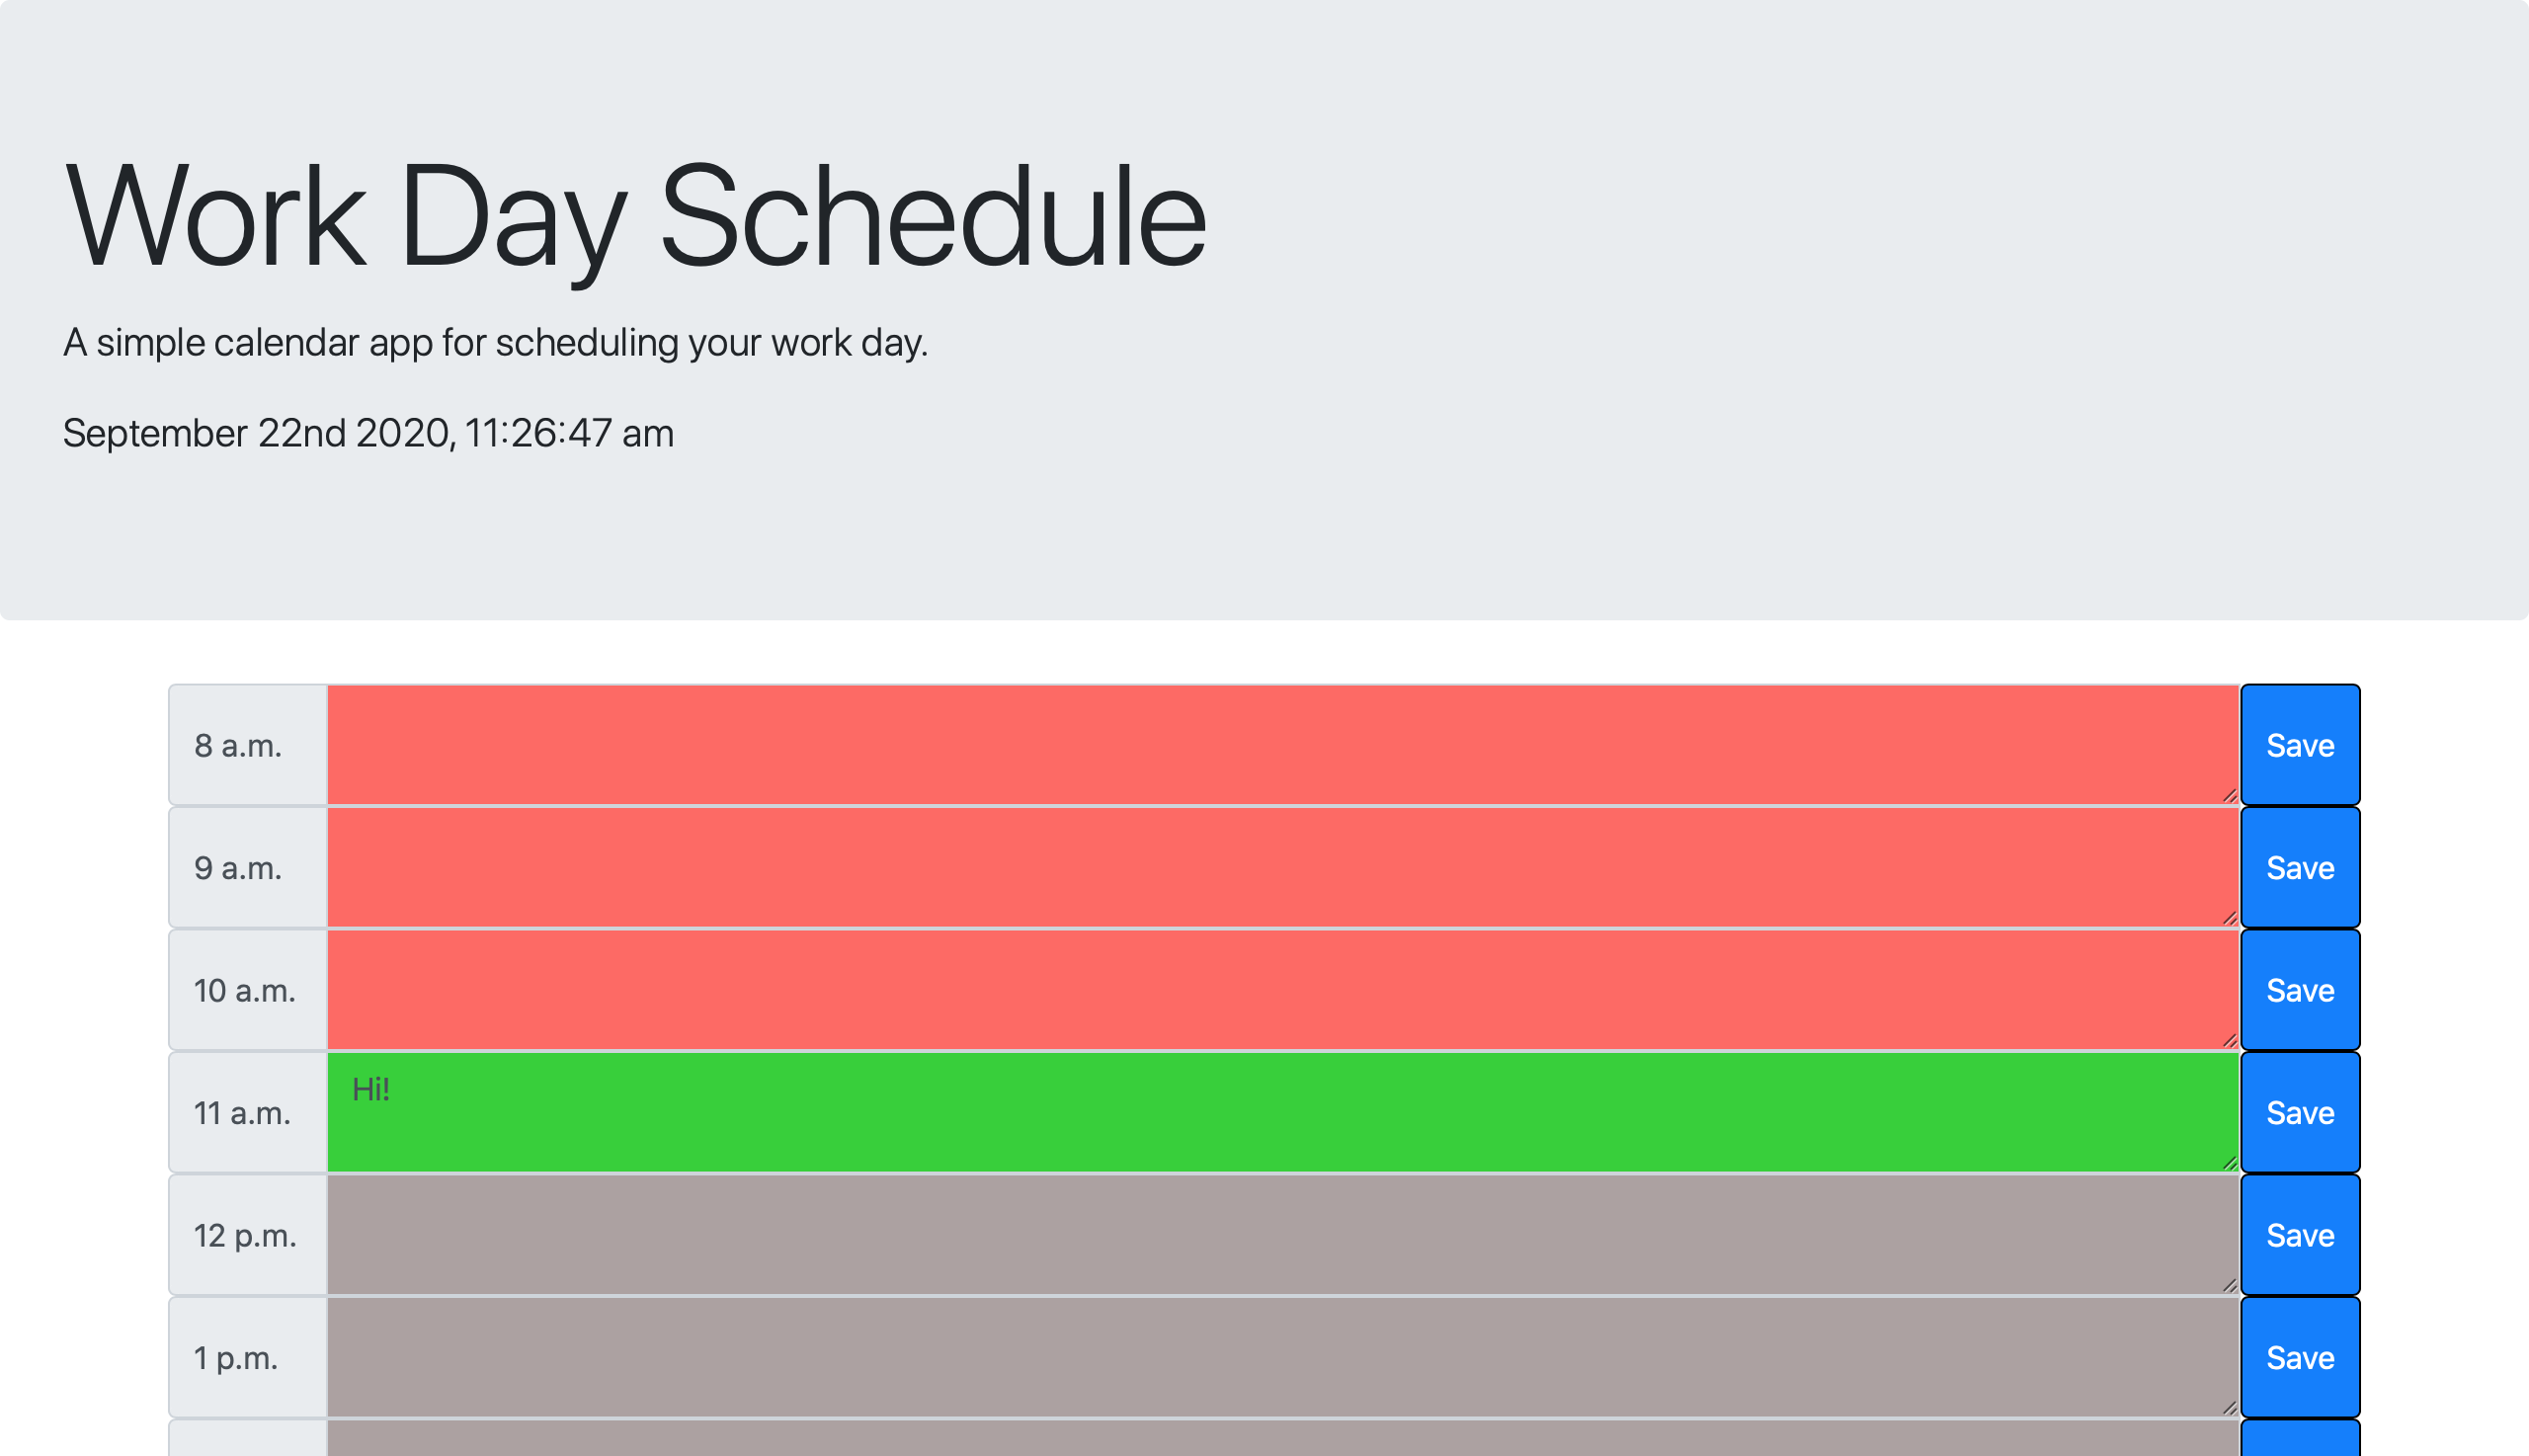 Work Day Schedule
A simple calendar app for scheduling your work day.
September 22nd 2020, 11:26:47 am
8 a.m. Save
9 a.m. Save
10 a.m. Save
11 a.m. Hi! Save
12 p.m. Save
1 p.m. Save